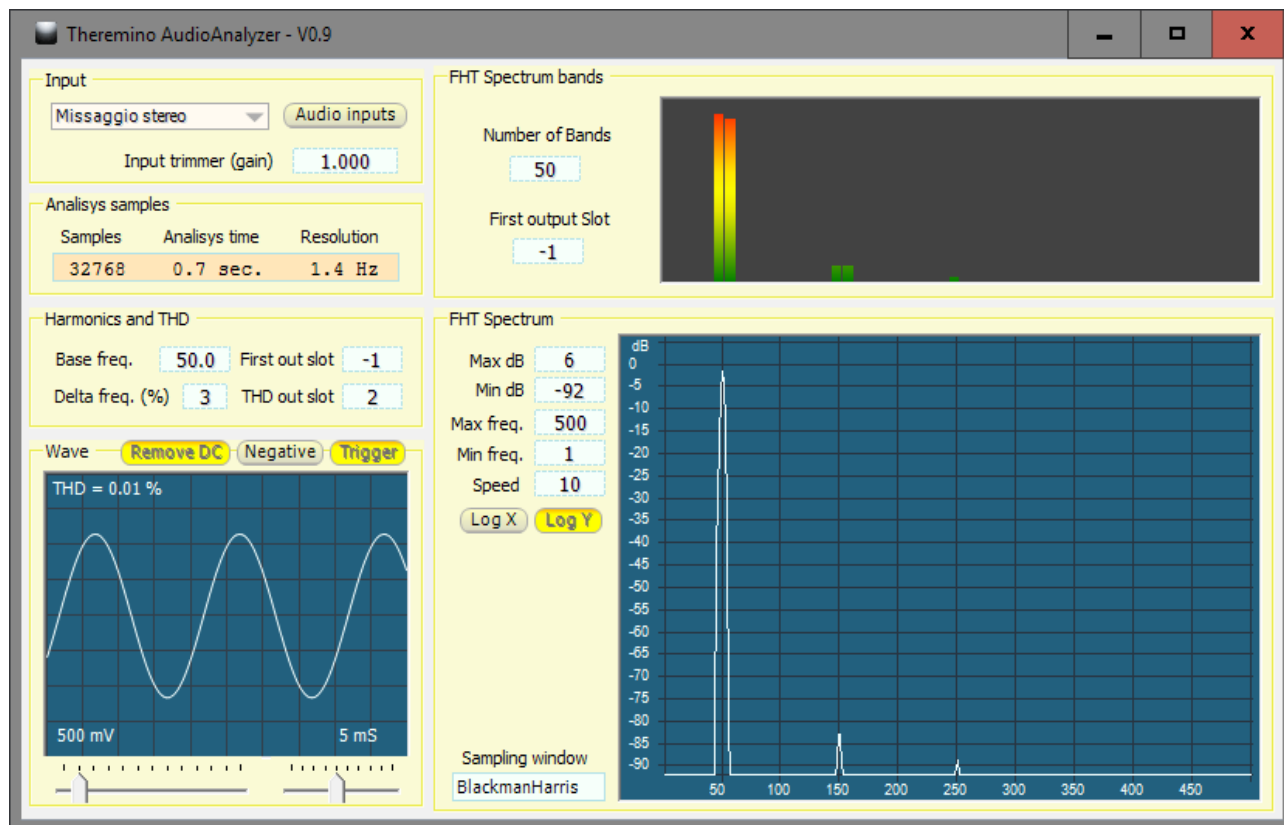 Theremino AudioAnalyzer - V0.9
Input
Missaggio stereo
Audio inputs
Input trimmer (gain) 1.000
Analisys samples
Samples Analisys time Resolution
32768 0.7 sec. 1.4 Hz
Harmonics and THD
Base freq. 50.0 First out slot -1
Delta freq. (%) 3 THD out slot 2
Wave Remove DC Negative Trigger
THD = 0.01 %
500 mV 5 mS
FHT Spectrum bands
Number of Bands
50
First output Slot
-1
FHT Spectrum
Max dB 6
Min dB -92
Max freq. 500
Min freq. 1
Speed 10
Log X Log Y
Sampling window
BlackmanHarris
dB
0
-5
-10
-15
-20
-25
-30
-35
-40
-45
-50
-55
-60
-65
-70
-75
-80
-85
-90
50 100 150 200 250 300 350 400 450